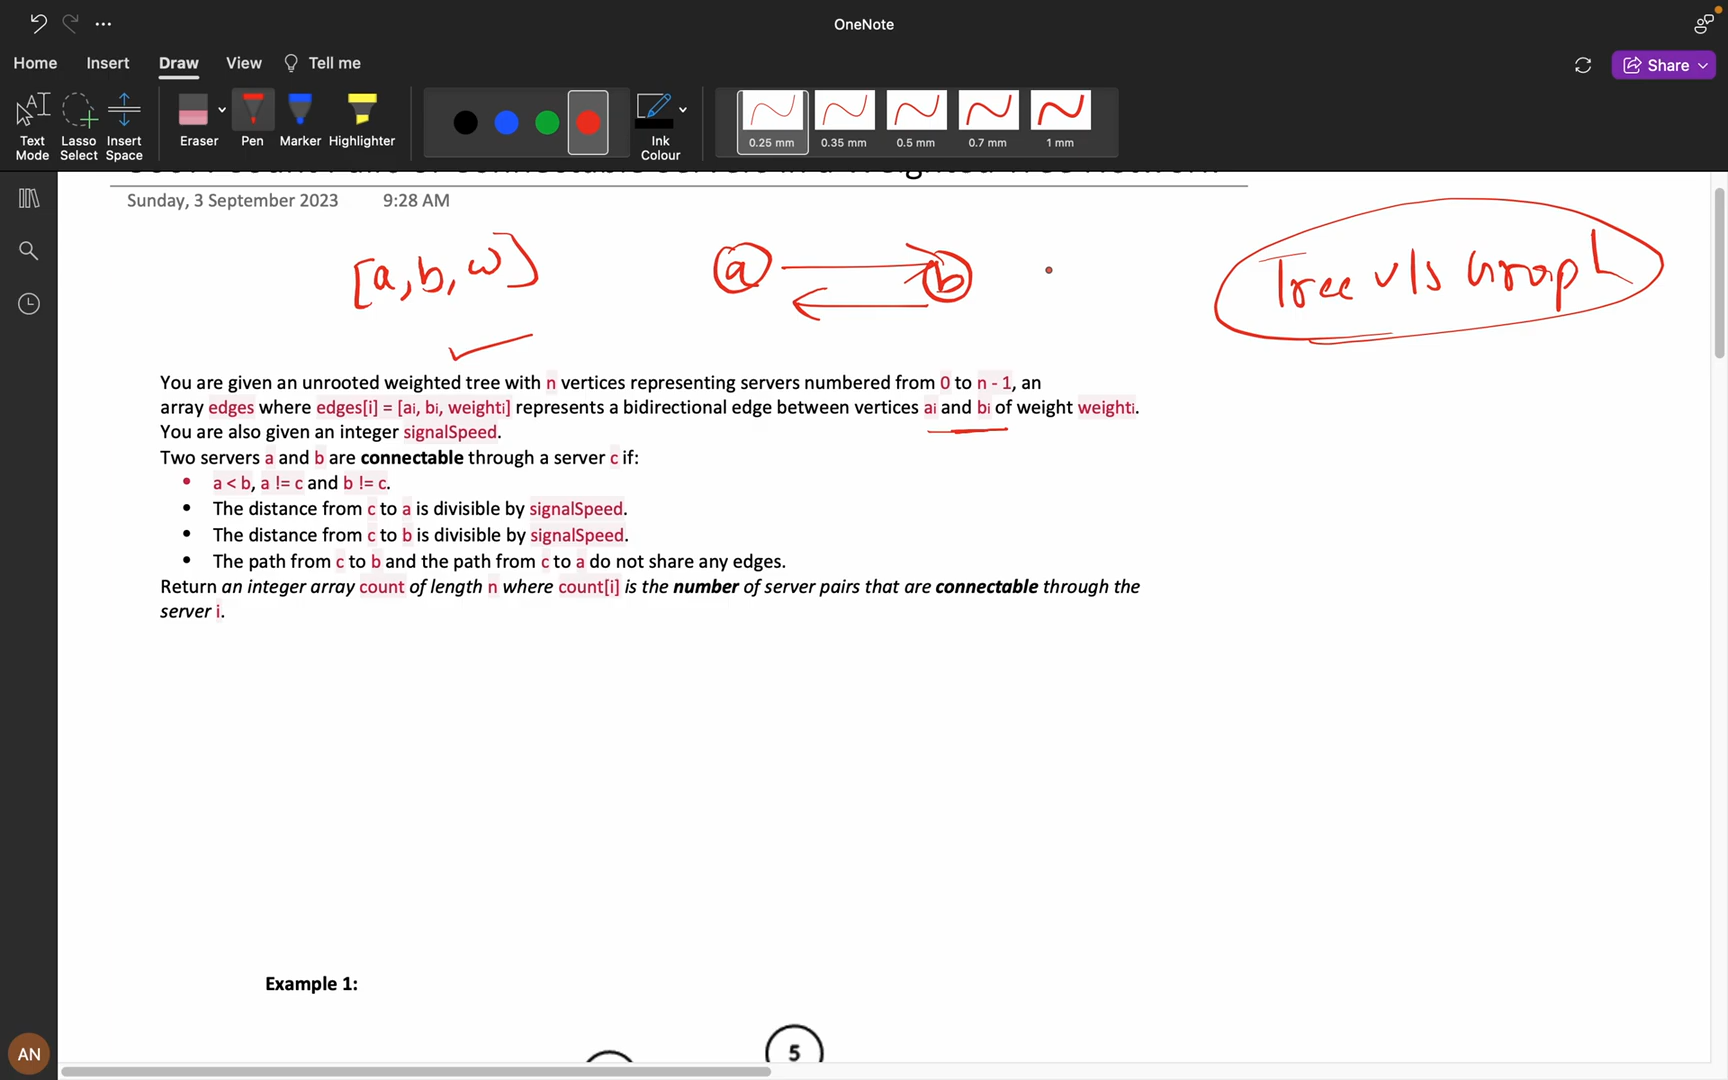 OneNote
Home Insert Draw View Tell me
Share
Text Mode
Lasso Select
Insert Space
Eraser
Pen
Marker
Highlighter
Ink Colour
0.25 mm
0.35 mm
0.5 mm
0.7 mm
1 mm
Sunday, 3 September 2023 9:28 AM
[a, b, w]
a b
Tree v/s Graph
You are given an unrooted weighted tree with n vertices representing servers numbered from 0 to n - 1, an
array edges where edges[i] = [ai, bi, weighti] represents a bidirectional edge between vertices ai and bi of weight weighti.
You are also given an integer signalSpeed.
Two servers a and b are connectable through a server c if:
• a < b, a != c and b != c.
• The distance from c to a is divisible by signalSpeed.
• The distance from c to b is divisible by signalSpeed.
• The path from c to b and the path from c to a do not share any edges.
Return an integer array count of length n where count[i] is the number of server pairs that are connectable through the
server i.
Example 1:
5
AN